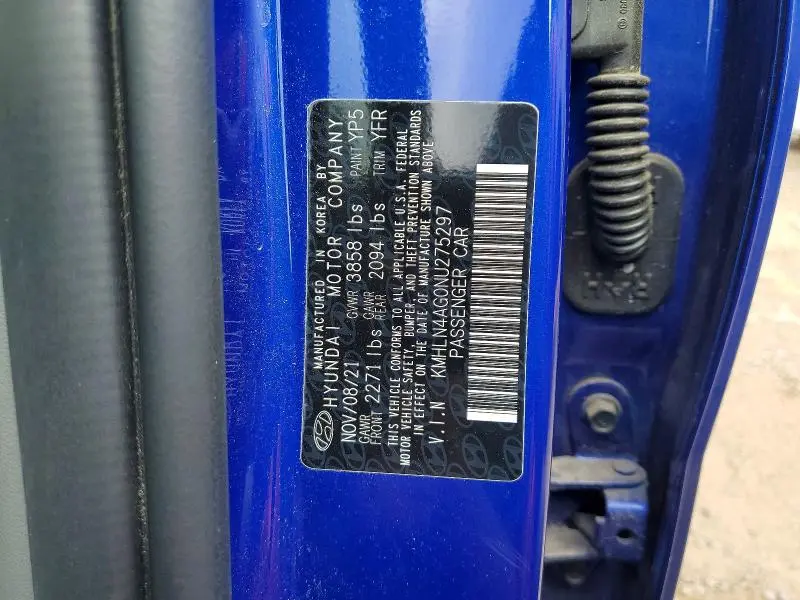 MANUFACTURED IN KOREA BY
HYUNDAI MOTOR COMPANY
NOV/08/21 GVWR 3858 lbs PAINT YP5
GAWR FRONT 2271 lbs GAWR REAR 2094 lbs TRIM YFR
THIS VEHICLE CONFORMS TO ALL APPLICABLE U.S.A. FEDERAL
MOTOR VEHICLE SAFETY, BUMPER, AND THEFT PREVENTION STANDARDS
IN EFFECT ON THE DATE OF MANUFACTURE SHOWN ABOVE
V.I.N KMHLN4AG0NU275297
PASSENGER CAR